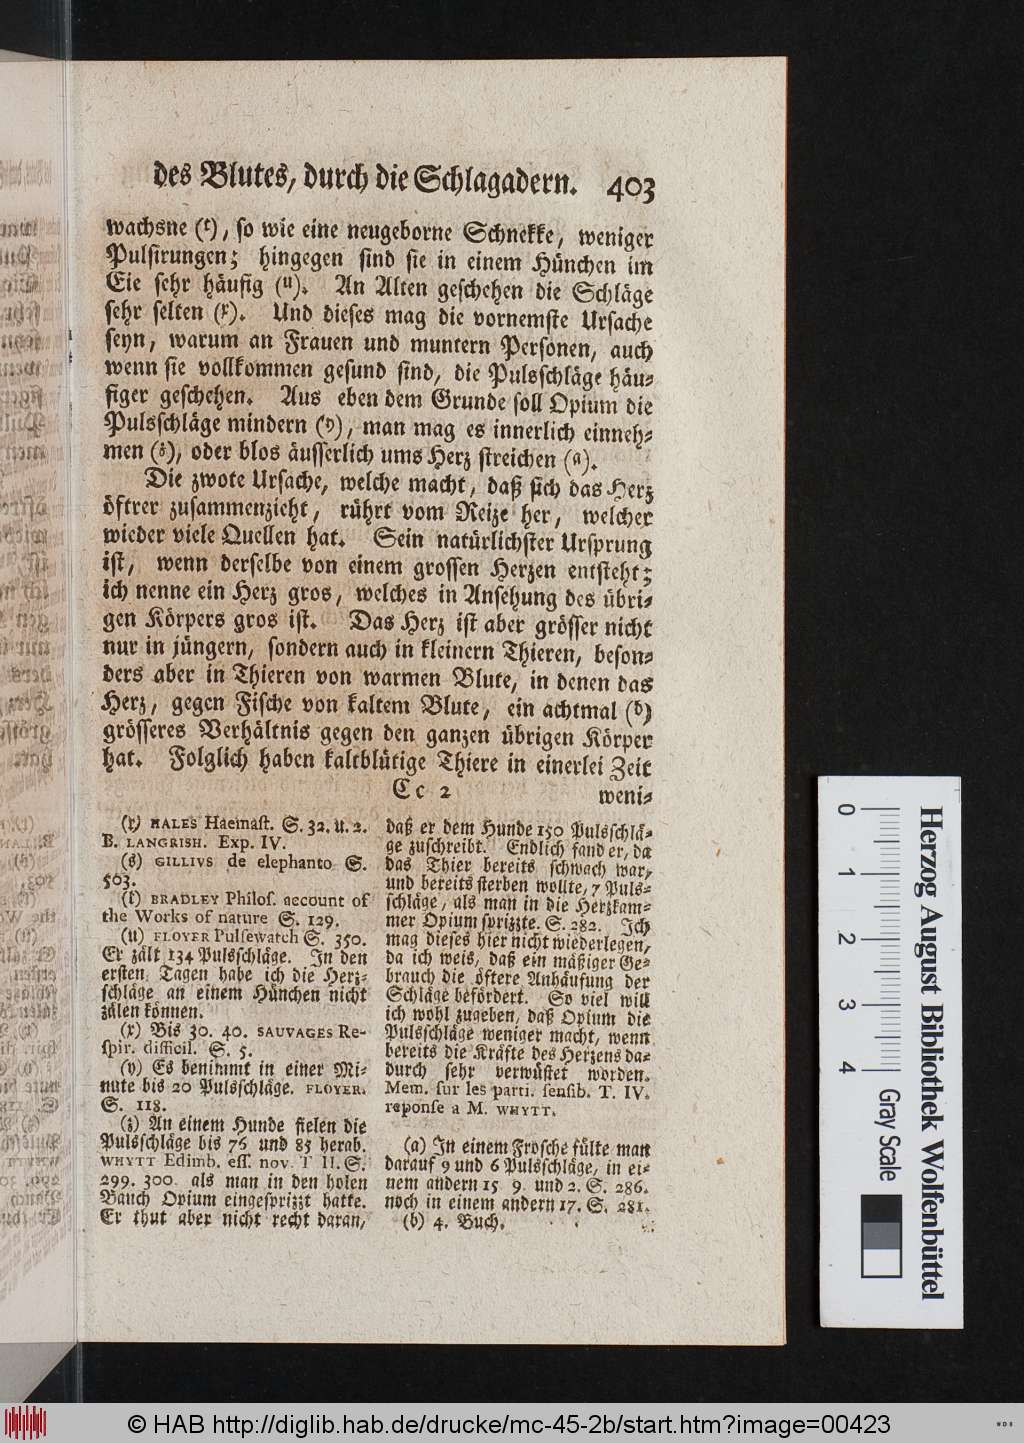 des Blutes, durch die Schlagadern. 403
wachsne (t), so wie eine neugeborne Schnekke, weniger
Pulsirungen; hingegen sind sie in einem Hünchen im
Eie sehr häufig (u). An Alten geschehen die Schläge
sehr selten (x). Und dieses mag die vornemste Ursache
seyn, warum an Frauen und muntern Personen, auch
wenn sie vollkommen gesund sind, die Pulsschläge häu-
figer geschehen. Aus eben dem Grunde soll Opium die
Pulsschläge mindern (y), man mag es innerlich einneh-
men (z), oder blos äusserlich ums Herz streichen (a).
Die zwote Ursache, welche macht, daß sich das Herz
öftrer zusammenzieht, rührt vom Reize her, welcher
wieder viele Quellen hat. Sein natürlichster Ursprung
ist, wenn derselbe von einem grossen Herzen entsteht;
ich nenne ein Herz gros, welches in Ansehung des übri-
gen Körpers gros ist. Das Herz ist aber grösser nicht
nur in jüngern, sondern auch in kleinern Thieren, beson-
ders aber in Thieren von warmen Blute, in denen das
Herz, gegen Fische von kaltem Blute, ein achtmal (b)
grösseres Verhältnis gegen den ganzen übrigen Körper
hat. Folglich haben kaltblütige Thiere in einerlei Zeit
Cc 2
weni-
(r) HALES Haemast. S. 32. u. 2.
B. LANGRISH. Exp. IV.
(s) GILLIVS de elephanto S.
503.
(t) BRADLEY Philos. account of
the Works of nature S. 129.
(u) FLOYER Pulsewatch S. 350.
Er zält 134 Pulsschläge. In den
ersten Tagen habe ich die Herz-
schläge an einem Hünchen nicht
zälen können.
(x) Bis 30. 40. SAUVAGES Re-
spir. difficil. S. 5.
(y) Es benimmt in einer Mi-
nute bis 20 Pulsschläge. FLOYER.
S. 118.
(z) An einem Hunde fielen die
Pulsschläge bis 76 und 85 herab.
WHYTT Edimb. ess. nov. T II. S.
299. 300. als man in den holen
Bauch Opium eingesprizzt hatte.
Er thut aber nicht recht daran,
daß er dem Hunde 150 Pulsschlä-
ge zuschreibt. Endlich fand er, da
das Thier bereits schwach war,
und bereits sterben wollte, 7 Puls-
schläge, als man in die Herzkam-
mer Opium sprizzte. S. 282. Ich
mag dieses hier nicht wiederlegen,
da ich weis, daß ein mäßiger Ge-
brauch die öftere Anhäufung der
Schläge befördert. So viel will
ich wohl zugeben, daß Opium die
Pulsschläge weniger macht, wenn
bereits die Kräfte des Herzens da-
durch sehr verwüstet worden.
Mem. sur les parti. sensib. T. IV.
reponse a M. WHYTT.
(a) In einem Frosche fülte man
darauf 9 und 6 Pulsschläge, in ei-
nem andern 15 9. und 2. S. 286.
noch in einem andern 17. S. 281.
(b) 4. Buch.
0 1 2 3 4
Herzog August Bibliothek Wolfenbüttel
Gray Scale
© HAB http://diglib.hab.de/drucke/mc-45-2b/start.htm?image=00423